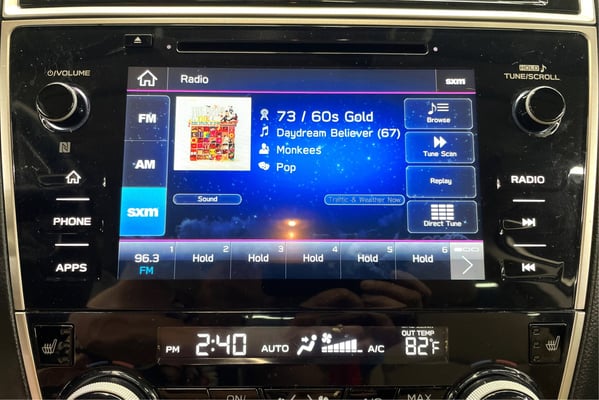 ⏻/VOLUME
HOLD ♪
TUNE/SCROLL
Radio
sxm
FM
AM
sxm
73 / 60s Gold
Daydream Believer (67)
Monkees
Pop
Sound
Traffic & Weather Now
Browse
Tune Scan
Replay
Direct Tune
PHONE
APPS
RADIO
1 2 3 4 5 6
96.3 Hold Hold Hold Hold Hold
FM
PM 2:40 AUTO A/C
OUT TEMP
82°F
ON/
MAX